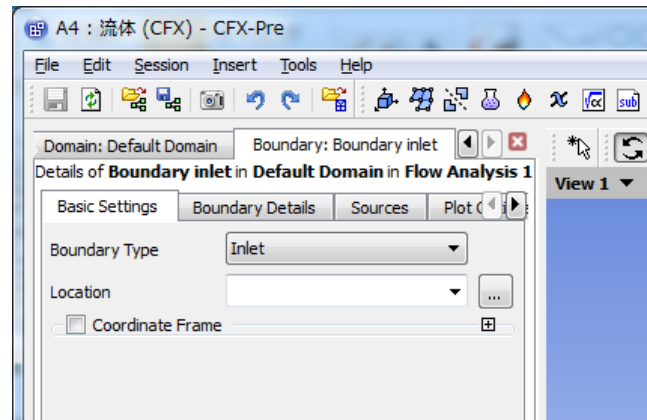 A4 : 流体 (CFX) - CFX-Pre
File Edit Session Insert Tools Help
Domain: Default Domain Boundary: Boundary inlet
Details of Boundary inlet in Default Domain in Flow Analysis 1
View 1
Basic Settings Boundary Details Sources Plot
Boundary Type Inlet
Location ...
Coordinate Frame